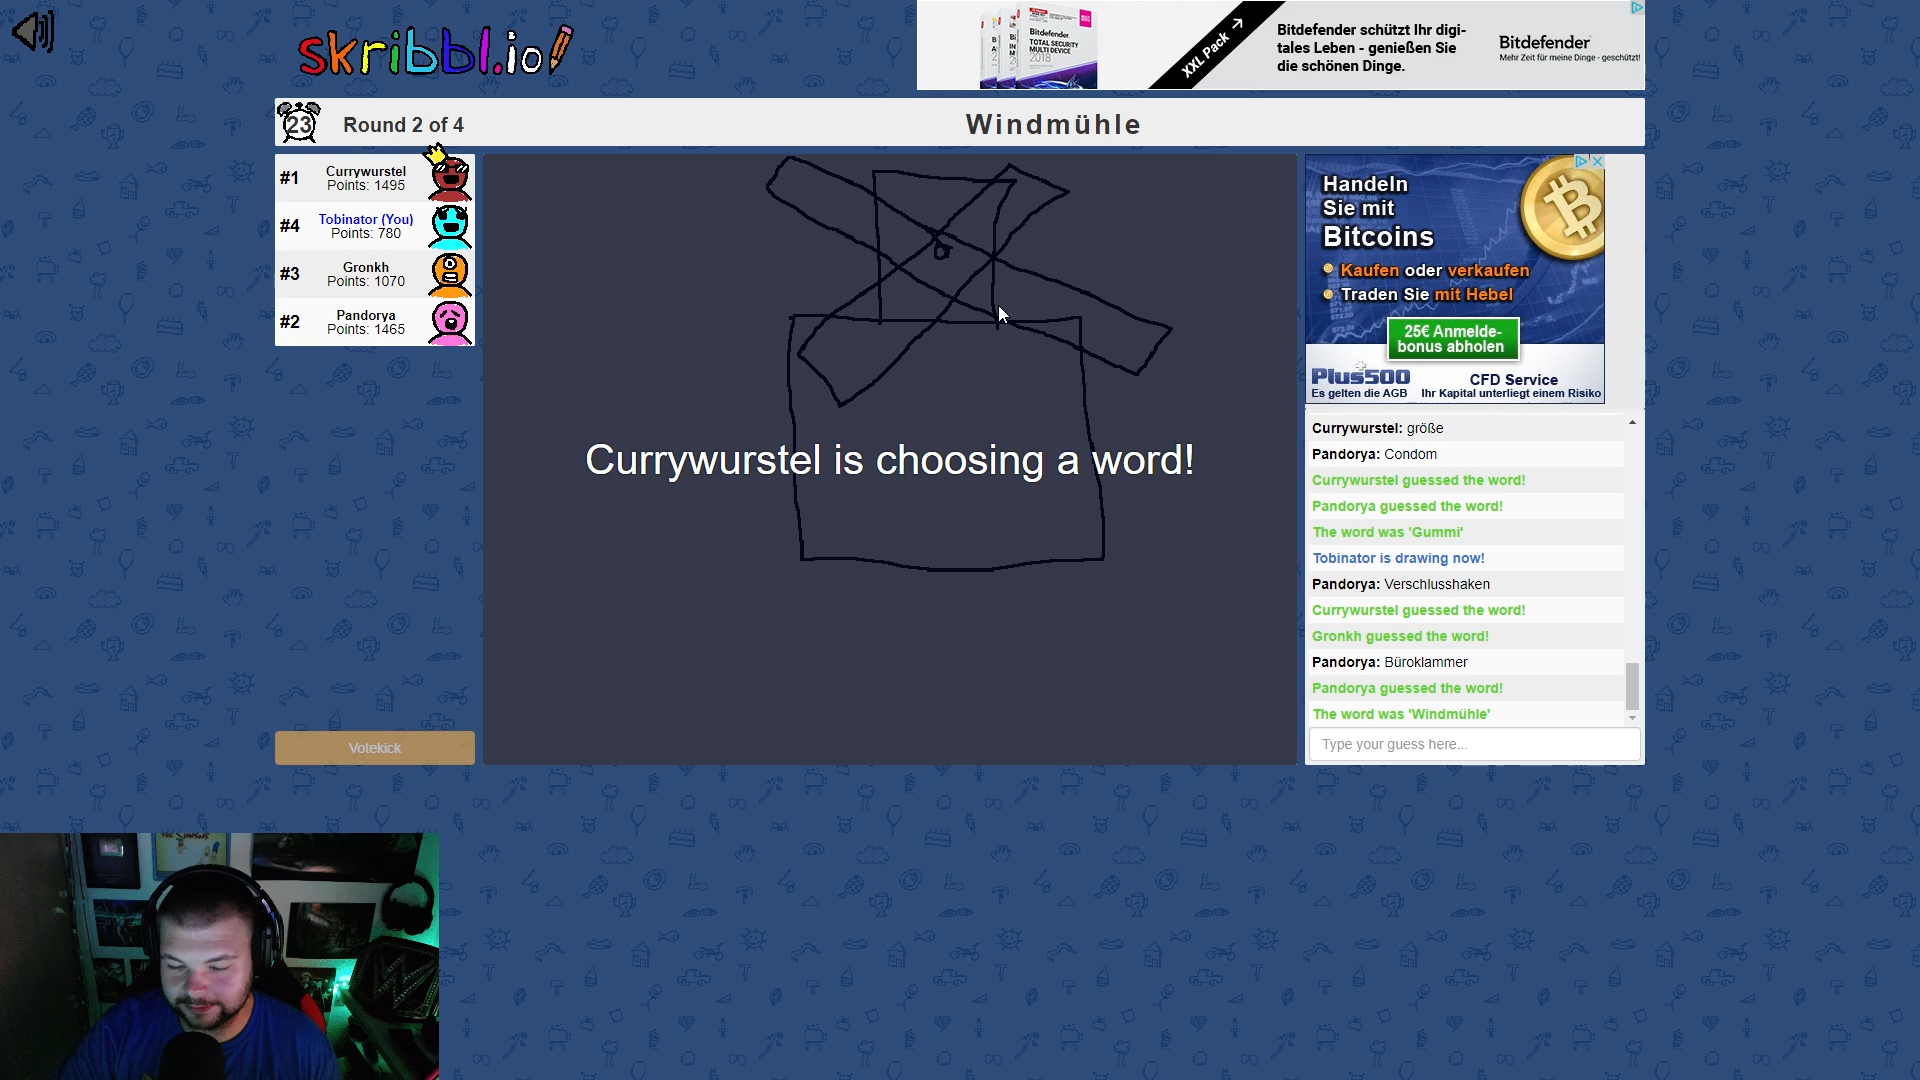 skribbl.io
XXL Pack
Bitdefender
TOTAL SECURITY
MULTI DEVICE
2018
Bitdefender schützt Ihr digi-
tales Leben - genießen Sie
die schönen Dinge.
Bitdefender
Mehr Zeit für meine Dinge - geschützt!
23
Round 2 of 4
Windmühle
#1
Currywurstel
Points: 1495
#4
Tobinator (You)
Points: 780
#3
Gronkh
Points: 1070
#2
Pandorya
Points: 1465
Votekick
Currywurstel is choosing a word!
Handeln
Sie mit
Bitcoins
Kaufen oder verkaufen
Traden Sie mit Hebel
25€ Anmelde-
bonus abholen
Plus500
CFD Service
Es gelten die AGB
Ihr Kapital unterliegt einem Risiko
Currywurstel: größe
Pandorya: Condom
Currywurstel guessed the word!
Pandorya guessed the word!
The word was 'Gummi'
Tobinator is drawing now!
Pandorya: Verschlusshaken
Currywurstel guessed the word!
Gronkh guessed the word!
Pandorya: Büroklammer
Pandorya guessed the word!
The word was 'Windmühle'
Type your guess here...